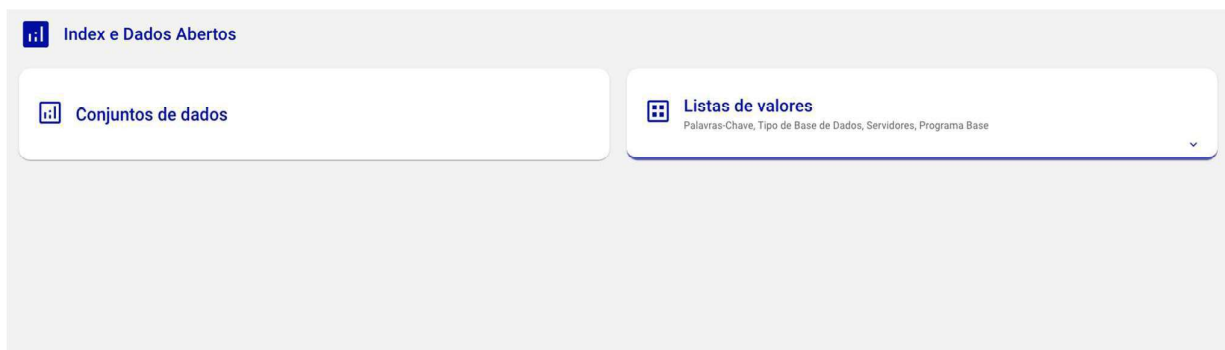 Index e Dados Abertos
Conjuntos de dados
Listas de valores
Palavras-Chave, Tipo de Base de Dados, Servidores, Programa Base